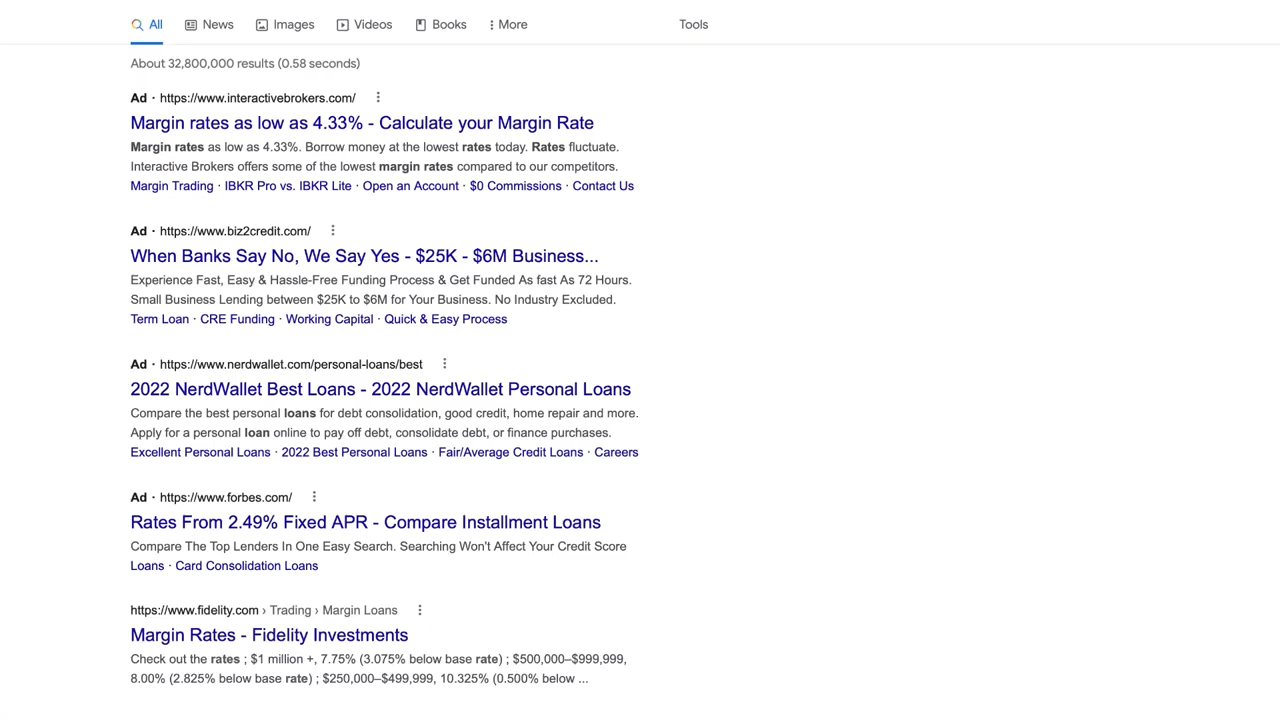 All News Images Videos Books More Tools
About 32,800,000 results (0.58 seconds)
Ad · https://www.interactivebrokers.com/
Margin rates as low as 4.33% - Calculate your Margin Rate
Margin rates as low as 4.33%. Borrow money at the lowest rates today. Rates fluctuate.
Interactive Brokers offers some of the lowest margin rates compared to our competitors.
Margin Trading · IBKR Pro vs. IBKR Lite · Open an Account · $0 Commissions · Contact Us
Ad · https://www.biz2credit.com/
When Banks Say No, We Say Yes - $25K - $6M Business...
Experience Fast, Easy & Hassle-Free Funding Process & Get Funded As fast As 72 Hours.
Small Business Lending between $25K to $6M for Your Business. No Industry Excluded.
Term Loan · CRE Funding · Working Capital · Quick & Easy Process
Ad · https://www.nerdwallet.com/personal-loans/best
2022 NerdWallet Best Loans - 2022 NerdWallet Personal Loans
Compare the best personal loans for debt consolidation, good credit, home repair and more.
Apply for a personal loan online to pay off debt, consolidate debt, or finance purchases.
Excellent Personal Loans · 2022 Best Personal Loans · Fair/Average Credit Loans · Careers
Ad · https://www.forbes.com/
Rates From 2.49% Fixed APR - Compare Installment Loans
Compare The Top Lenders In One Easy Search. Searching Won't Affect Your Credit Score
Loans · Card Consolidation Loans
https://www.fidelity.com › Trading › Margin Loans
Margin Rates - Fidelity Investments
Check out the rates ; $1 million +, 7.75% (3.075% below base rate) ; $500,000–$999,999,
8.00% (2.825% below base rate) ; $250,000–$499,999, 10.325% (0.500% below ...